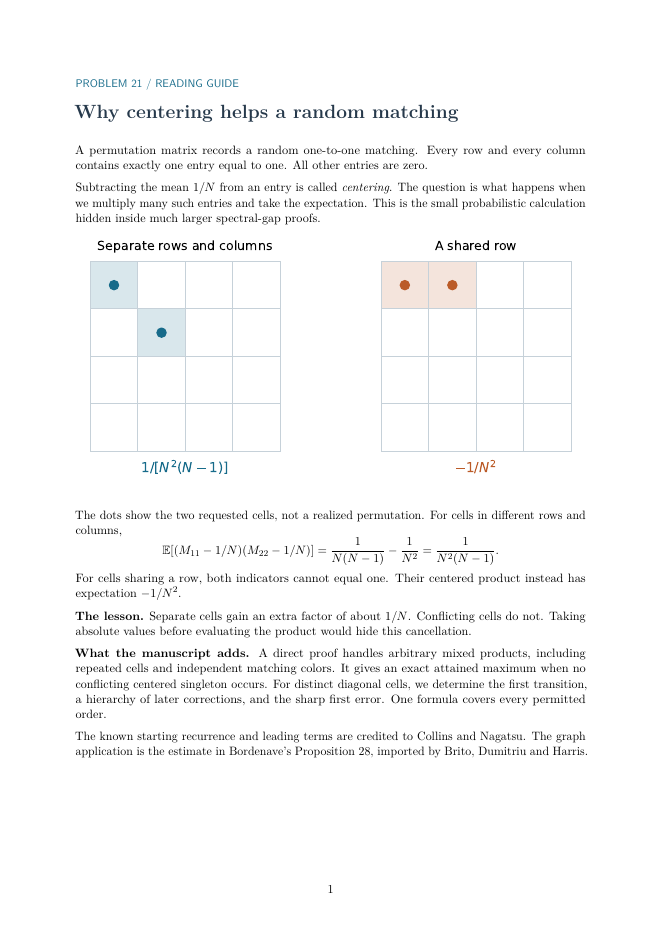 PROBLEM 21 / READING GUIDE
Why centering helps a random matching
A permutation matrix records a random one-to-one matching. Every row and every column
contains exactly one entry equal to one. All other entries are zero.
Subtracting the mean 1/N from an entry is called centering. The question is what happens when
we multiply many such entries and take the expectation. This is the small probabilistic calculation
hidden inside much larger spectral-gap proofs.
Separate rows and columns
A shared row
1/[N²(N − 1)]
−1/N²
The dots show the two requested cells, not a realized permutation. For cells in different rows and
columns,
𝔼[(M₁₁ − 1/N)(M₂₂ − 1/N)] = 1/(N(N − 1)) − 1/N² = 1/(N²(N − 1)).
For cells sharing a row, both indicators cannot equal one. Their centered product instead has
expectation −1/N².
The lesson. Separate cells gain an extra factor of about 1/N. Conflicting cells do not. Taking
absolute values before evaluating the product would hide this cancellation.
What the manuscript adds. A direct proof handles arbitrary mixed products, including
repeated cells and independent matching colors. It gives an exact attained maximum when no
conflicting centered singleton occurs. For distinct diagonal cells, we determine the first transition,
a hierarchy of later corrections, and the sharp first error. One formula covers every permitted
order.
The known starting recurrence and leading terms are credited to Collins and Nagatsu. The graph
application is the estimate in Bordenave's Proposition 28, imported by Brito, Dumitriu and Harris.
1